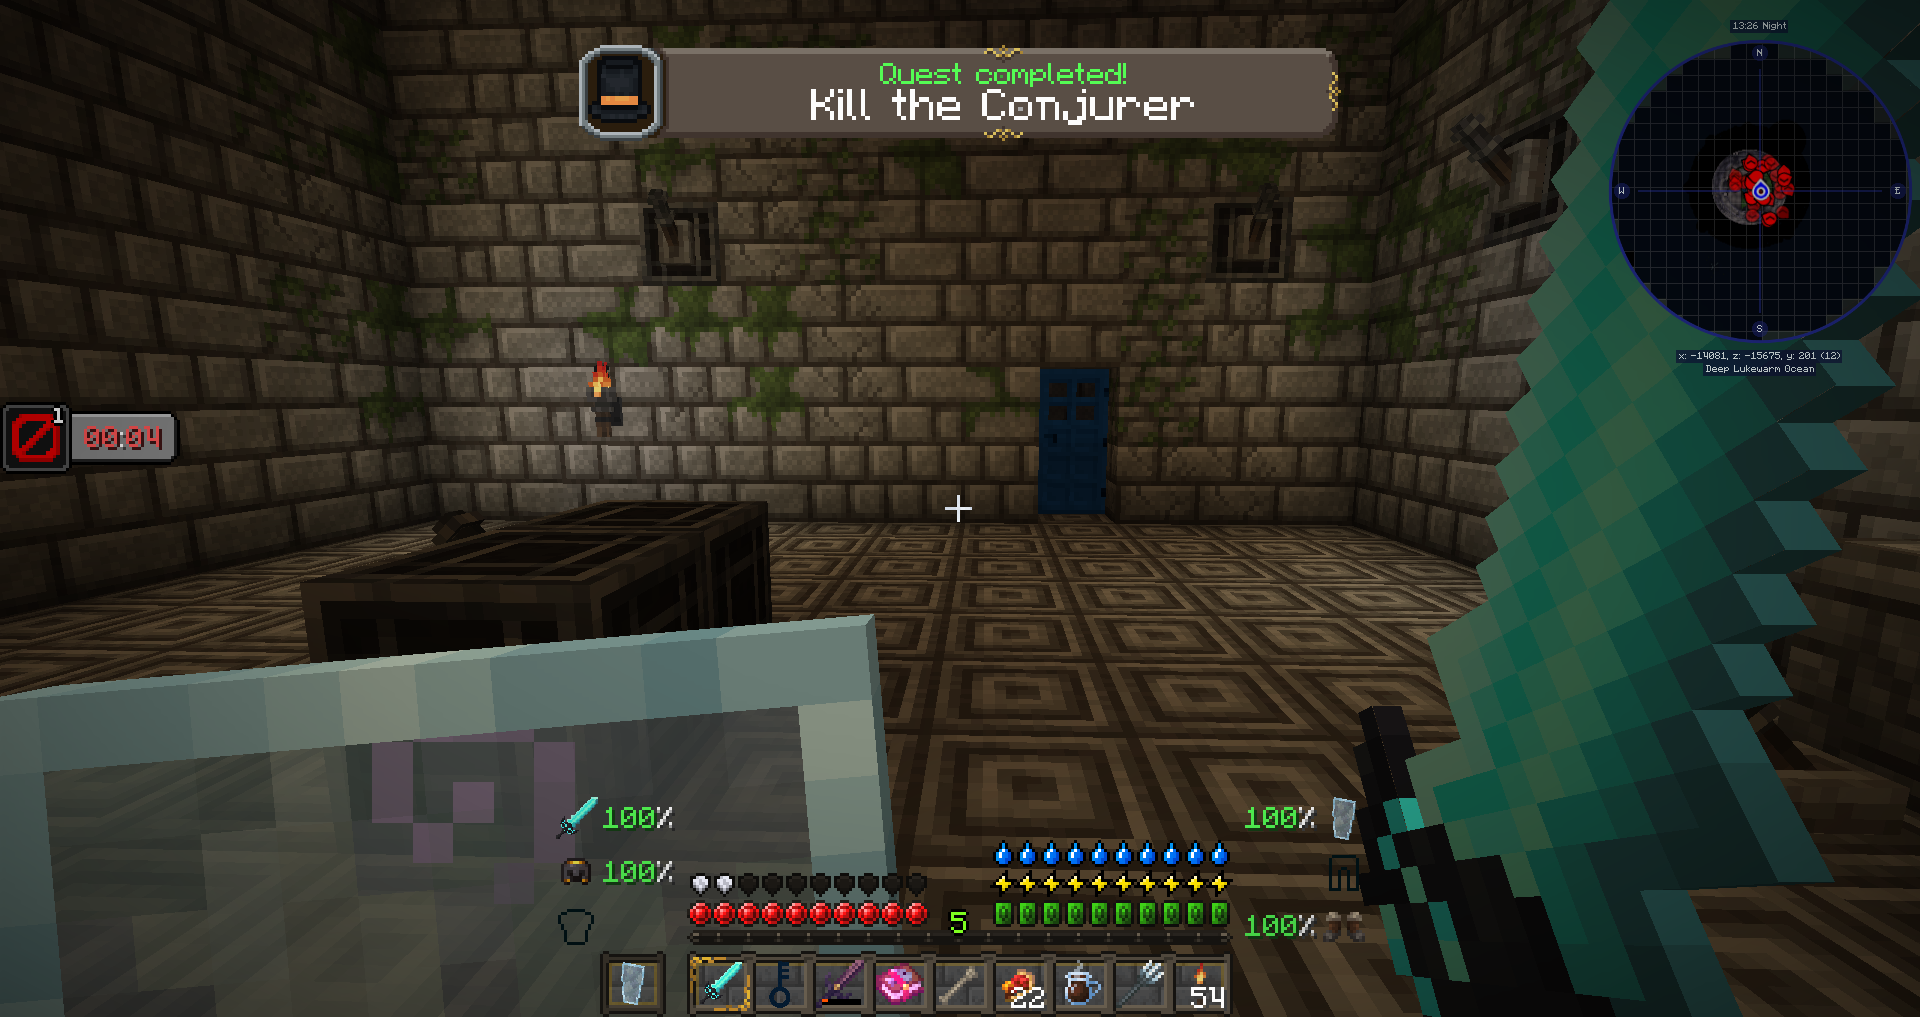 13:26 Night
N
Quest completed!
Kill the Conjurer
W
E
S
x: -14081, z: -15675, y: 201 (12)
Deep Lukewarm Ocean
1
00:04
100%
100%
100%
5
100%
22
54